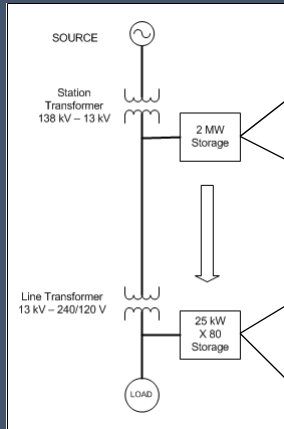 SOURCE
Station
Transformer
138 kV – 13 kV
2 MW
Storage
Line Transformer
13 kV – 240/120 V
25 kW
X 80
Storage
LOAD